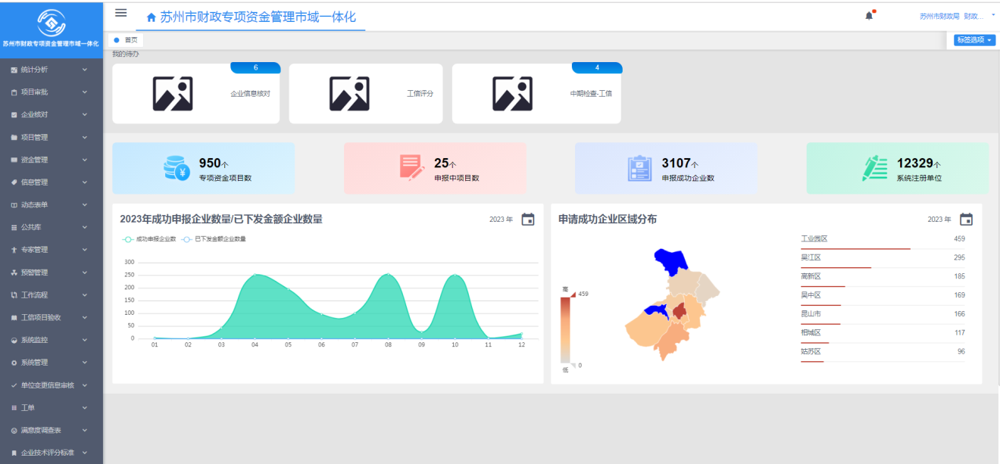 苏州市财政专项资金管理市域一体化
苏州市财政专项资金管理市域一体化
苏州市财政局 财政...
首页
标签选项
统计分析
项目审批
企业核对
项目管理
资金管理
信息管理
动态表单
公共库
专家管理
预警管理
工作流程
工信项目验收
系统监控
系统管理
单位变更信息审核
工单
满意度调查表
企业技术评分标准
我的待办
6
企业信息核对
工信评分
4
中期检查-工信
950个
专项资金项目数
25个
申报中项目数
3107个
申报成功企业数
12329个
系统注册单位
2023年成功申报企业数量/已下发金额企业数量
2023 年
成功申报企业数 已下发金额企业数量
300
250
200
150
100
50
0
01 02 03 04 05 06 07 08 09 10 11 12
申请成功企业区域分布
2023 年
高
459
0
低
工业园区 459
吴江区 295
高新区 185
吴中区 169
昆山市 166
相城区 117
姑苏区 96